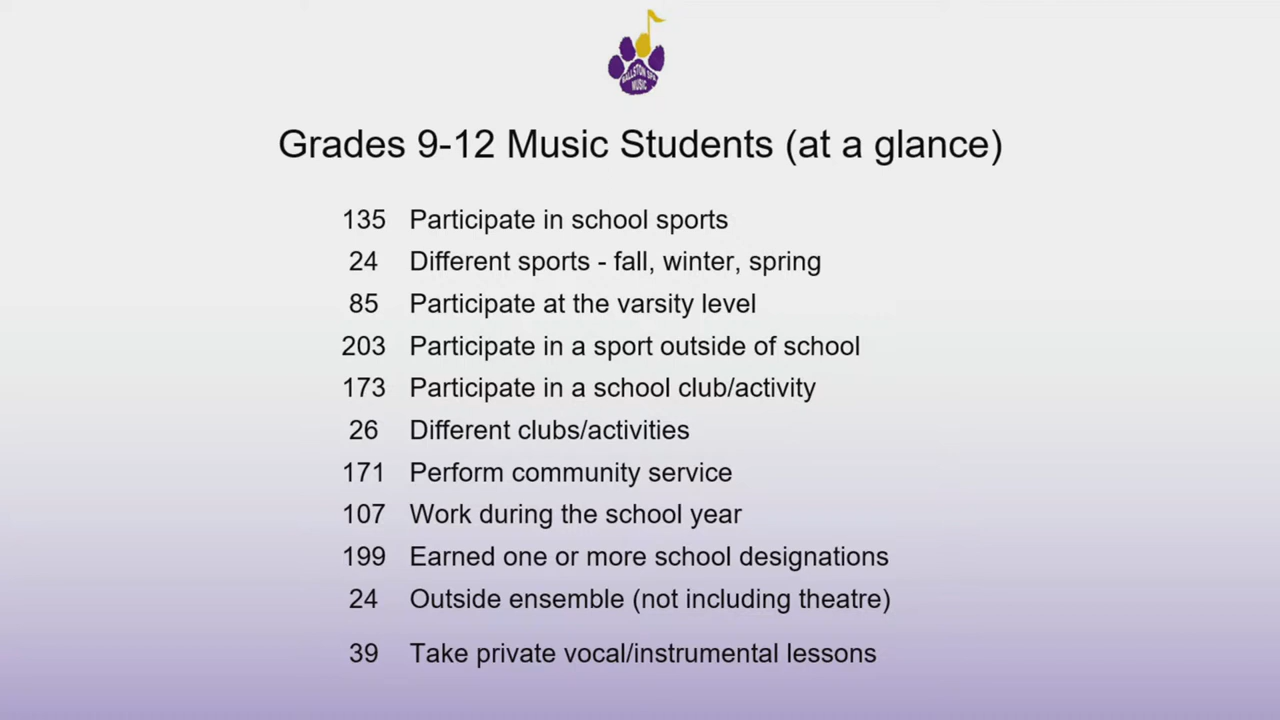 BALLSTON SPA
MUSIC
Grades 9-12 Music Students (at a glance)
135 Participate in school sports
24 Different sports - fall, winter, spring
85 Participate at the varsity level
203 Participate in a sport outside of school
173 Participate in a school club/activity
26 Different clubs/activities
171 Perform community service
107 Work during the school year
199 Earned one or more school designations
24 Outside ensemble (not including theatre)
39 Take private vocal/instrumental lessons